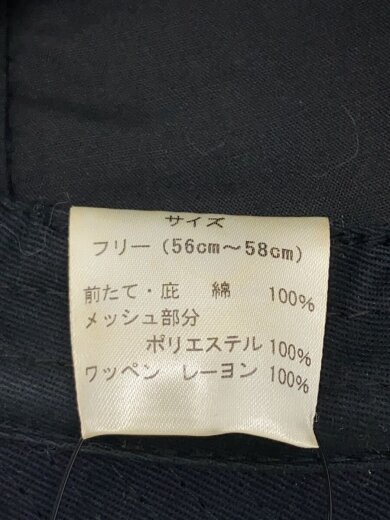 サイズ
フリー（56cm～58cm）
前たて・庇 綿 100%
メッシュ部分
ポリエステル 100%
ワッペン レーヨン 100%